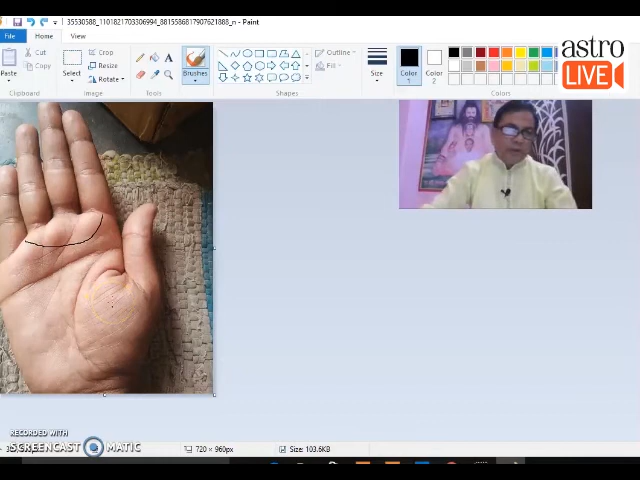 35530588_1101821703306994_8815586817907621888_n - Paint
File
Home
View
astro
LIVE
Paste
Cut
Copy
Clipboard
Select
Crop
Resize
Rotate
Image
Tools
A
Brushes
Outline
Fill
Shapes
Size
Color
1
Color
2
Colors
RECORDED WITH
SCREENCAST MATIC
720 × 960px
Size: 103.6KB